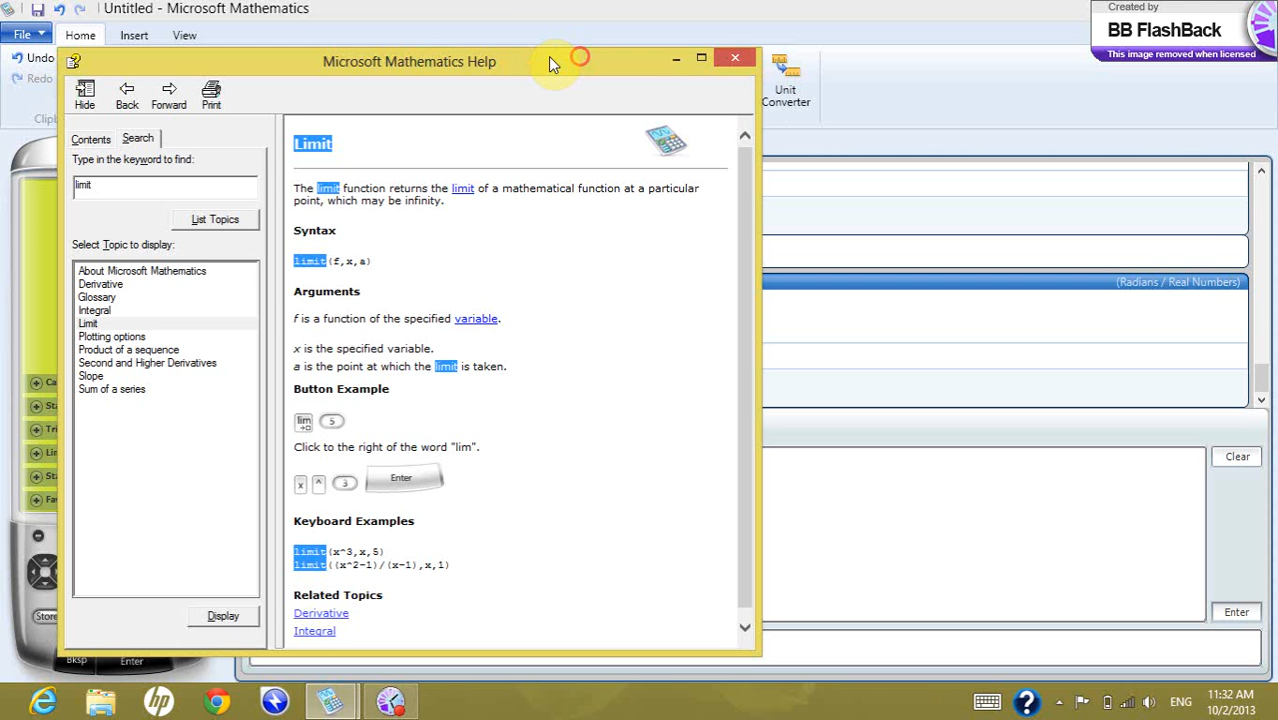 Untitled - Microsoft Mathematics
Created by
BB FlashBack
This image removed when licensed
File
Home
Insert
View
Undo
Redo
Unit
Converter
Microsoft Mathematics Help
Hide
Back
Forward
Print
Contents
Search
Type in the keyword to find:
limit
List Topics
Select Topic to display:
About Microsoft Mathematics
Derivative
Glossary
Integral
Limit
Plotting options
Product of a sequence
Second and Higher Derivatives
Slope
Sum of a series
Display
Limit
The limit function returns the limit of a mathematical function at a particular
point, which may be infinity.
Syntax
limit(f,x,a)
Arguments
f is a function of the specified variable.
x is the specified variable.
a is the point at which the limit is taken.
Button Example
lim
5
Click to the right of the word "lim".
x ^ 3 Enter
Keyboard Examples
limit(x^3,x,5)
limit((x^2-1)/(x-1),x,1)
Related Topics
Derivative
Integral
(Radians / Real Numbers)
Clear
Enter
Store
Bksp
Enter
ENG
11:32 AM
10/2/2013